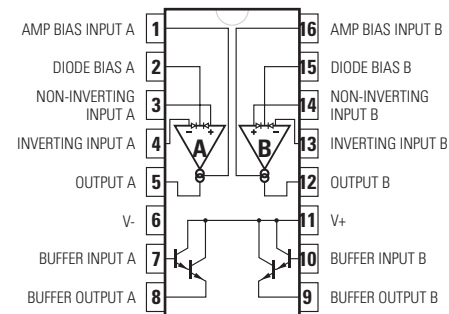 AMP BIAS INPUT A 1 16 AMP BIAS INPUT B
DIODE BIAS A 2 15 DIODE BIAS B
NON-INVERTING
INPUT A 3 14 NON-INVERTING
INPUT B
INVERTING INPUT A 4 13 INVERTING INPUT B
- + + -
A B
OUTPUT A 5 12 OUTPUT B
V- 6 11 V+
BUFFER INPUT A 7 10 BUFFER INPUT B
BUFFER OUTPUT A 8 9 BUFFER OUTPUT B